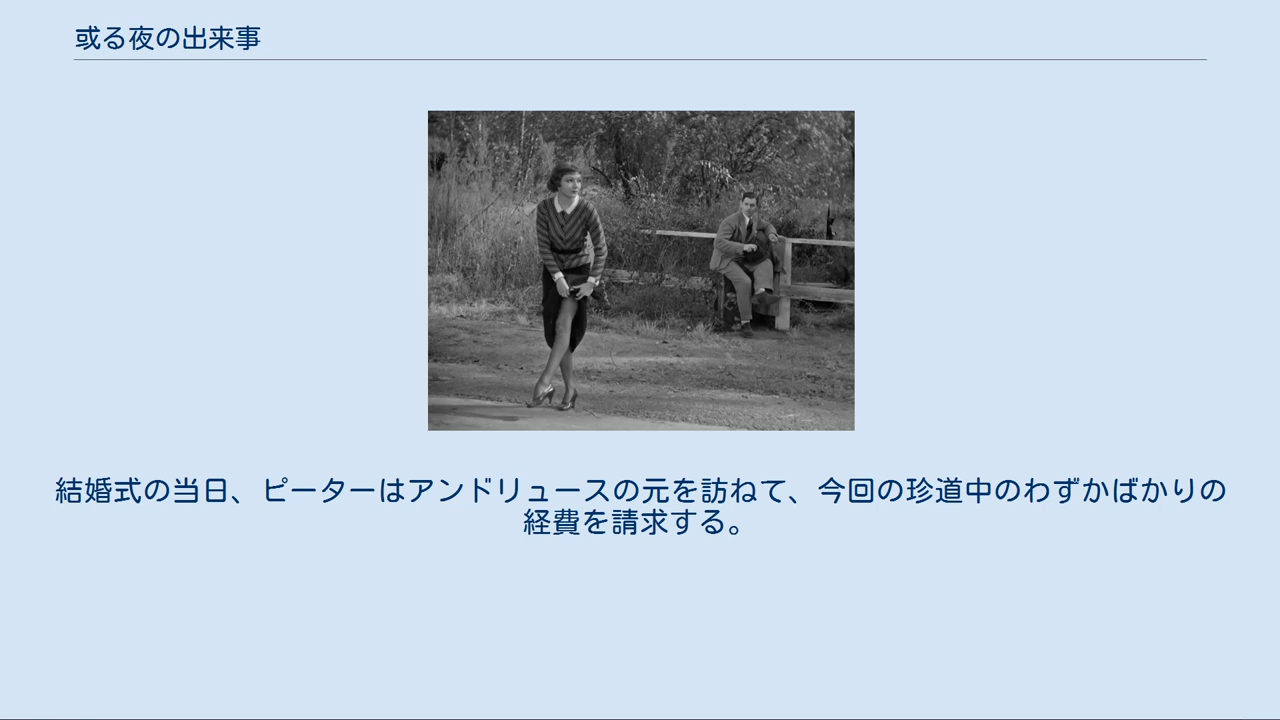 或る夜の出来事
結婚式の当日、ピーターはアンドリュースの元を訪ねて、今回の珍道中のわずかばかりの
経費を請求する。